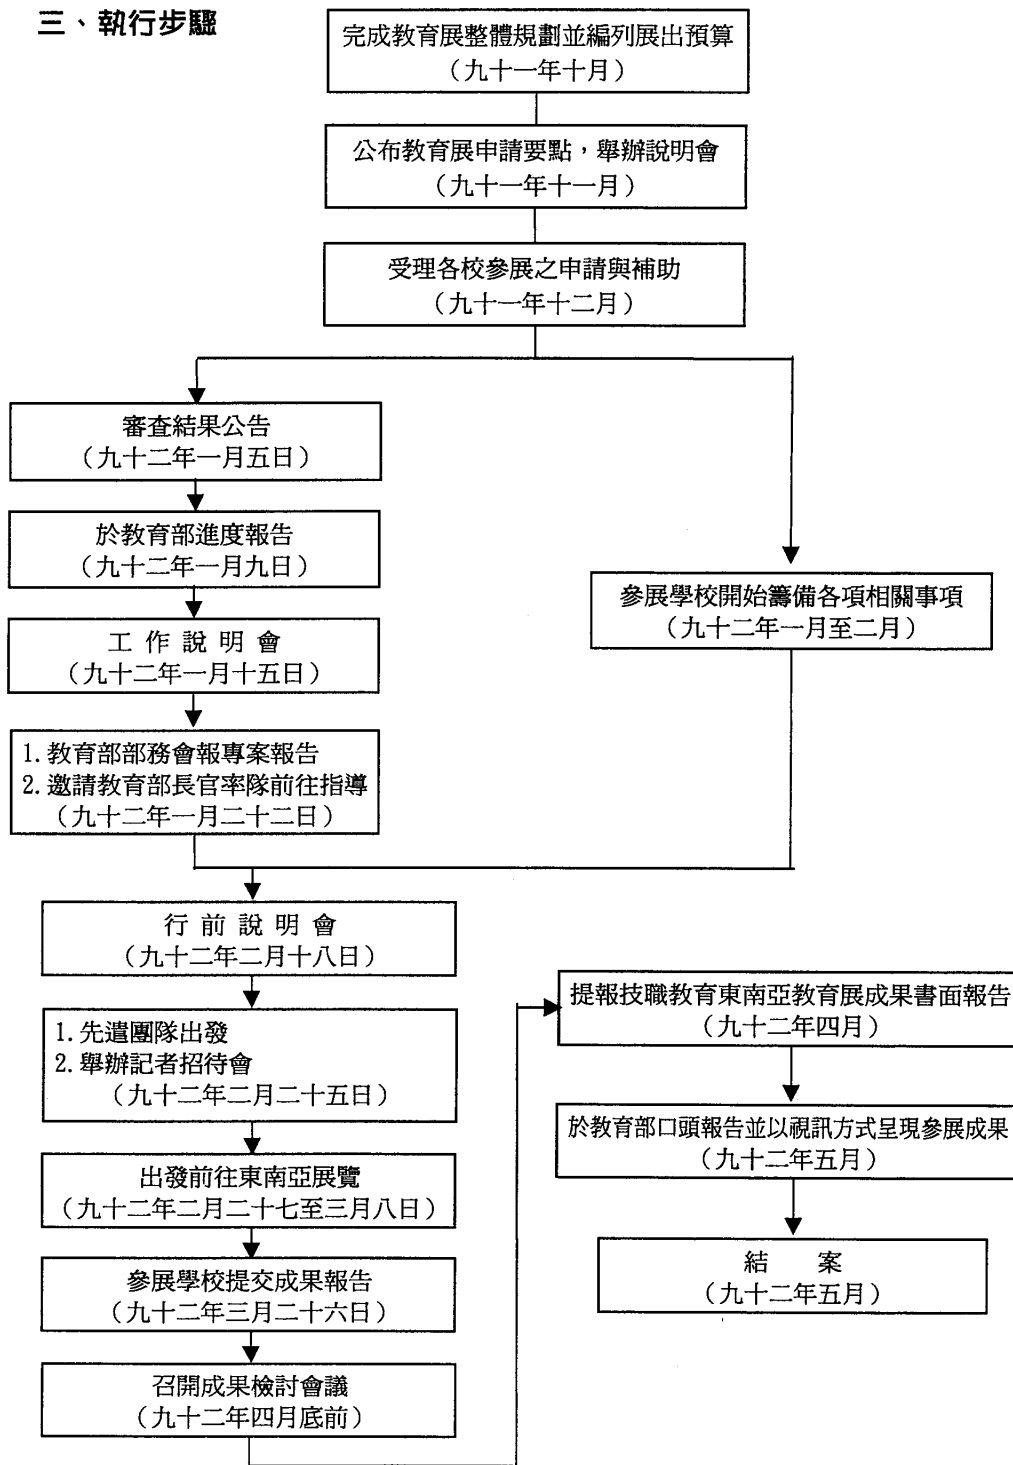 三、執行步驟
完成教育展整體規劃並編列展出預算
（九十一年十月）
公布教育展申請要點，舉辦說明會
（九十一年十一月）
受理各校參展之申請與補助
（九十一年十二月）
審查結果公告
（九十二年一月五日）
於教育部進度報告
（九十二年一月九日）
工作說明會
（九十二年一月十五日）
1.教育部部務會報專案報告
2.邀請教育部長官率隊前往指導
（九十二年一月二十二日）
參展學校開始籌備各項相關事項
（九十二年一月至二月）
行前說明會
（九十二年二月十八日）
1.先遣團隊出發
2.舉辦記者招待會
（九十二年二月二十五日）
出發前往東南亞展覽
（九十二年二月二十七至三月八日）
參展學校提交成果報告
（九十二年三月二十六日）
召開成果檢討會議
（九十二年四月底前）
提報技職教育東南亞教育展成果書面報告
（九十二年四月）
於教育部口頭報告並以視訊方式呈現參展成果
（九十二年五月）
結　案
（九十二年五月）